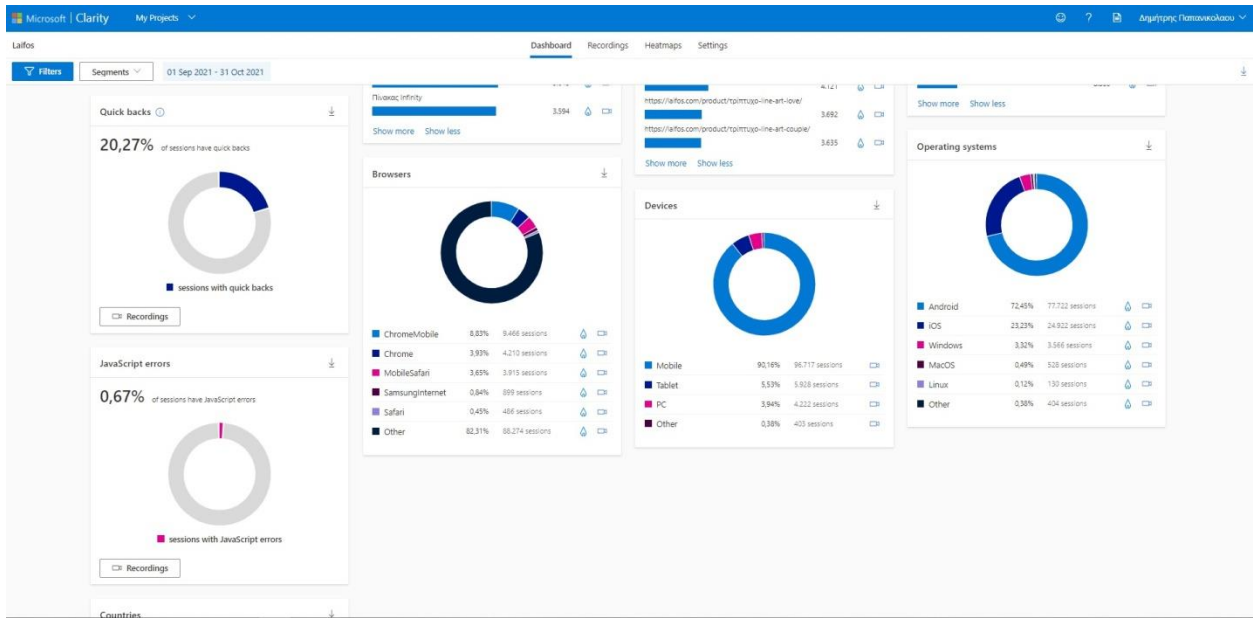 Microsoft | Clarity
My Projects
?
Δημήτρης Παπανικολαου
Laifos
Dashboard
Recordings
Heatmaps
Settings
Filters
Segments
01 Sep 2021 - 31 Oct 2021
Quick backs
20,27% of sessions have quick backs
sessions with quick backs
Recordings
JavaScript errors
0,67% of sessions have JavaScript errors
sessions with JavaScript errors
Recordings
Countries
Πίνακας Infinity
3.594
Show more Show less
Browsers
ChromeMobile 8,83% 9.466 sessions
Chrome 3,93% 4.210 sessions
MobileSafari 3,65% 3.915 sessions
SamsungInternet 0,84% 899 sessions
Safari 0,45% 486 sessions
Other 82,31% 88.274 sessions
4.121
https://laifos.com/product/τρίπτυχο-line-art-love/
3.692
https://laifos.com/product/τρίπτυχο-line-art-couple/
3.635
Show more Show less
Devices
Mobile 90,16% 96.717 sessions
Tablet 5,53% 5.928 sessions
PC 3,94% 4.222 sessions
Other 0,38% 405 sessions
Show more Show less
Operating systems
Android 72,45% 77.722 sessions
iOS 23,23% 24.922 sessions
Windows 3,32% 3.566 sessions
MacOS 0,49% 528 sessions
Linux 0,12% 130 sessions
Other 0,38% 404 sessions